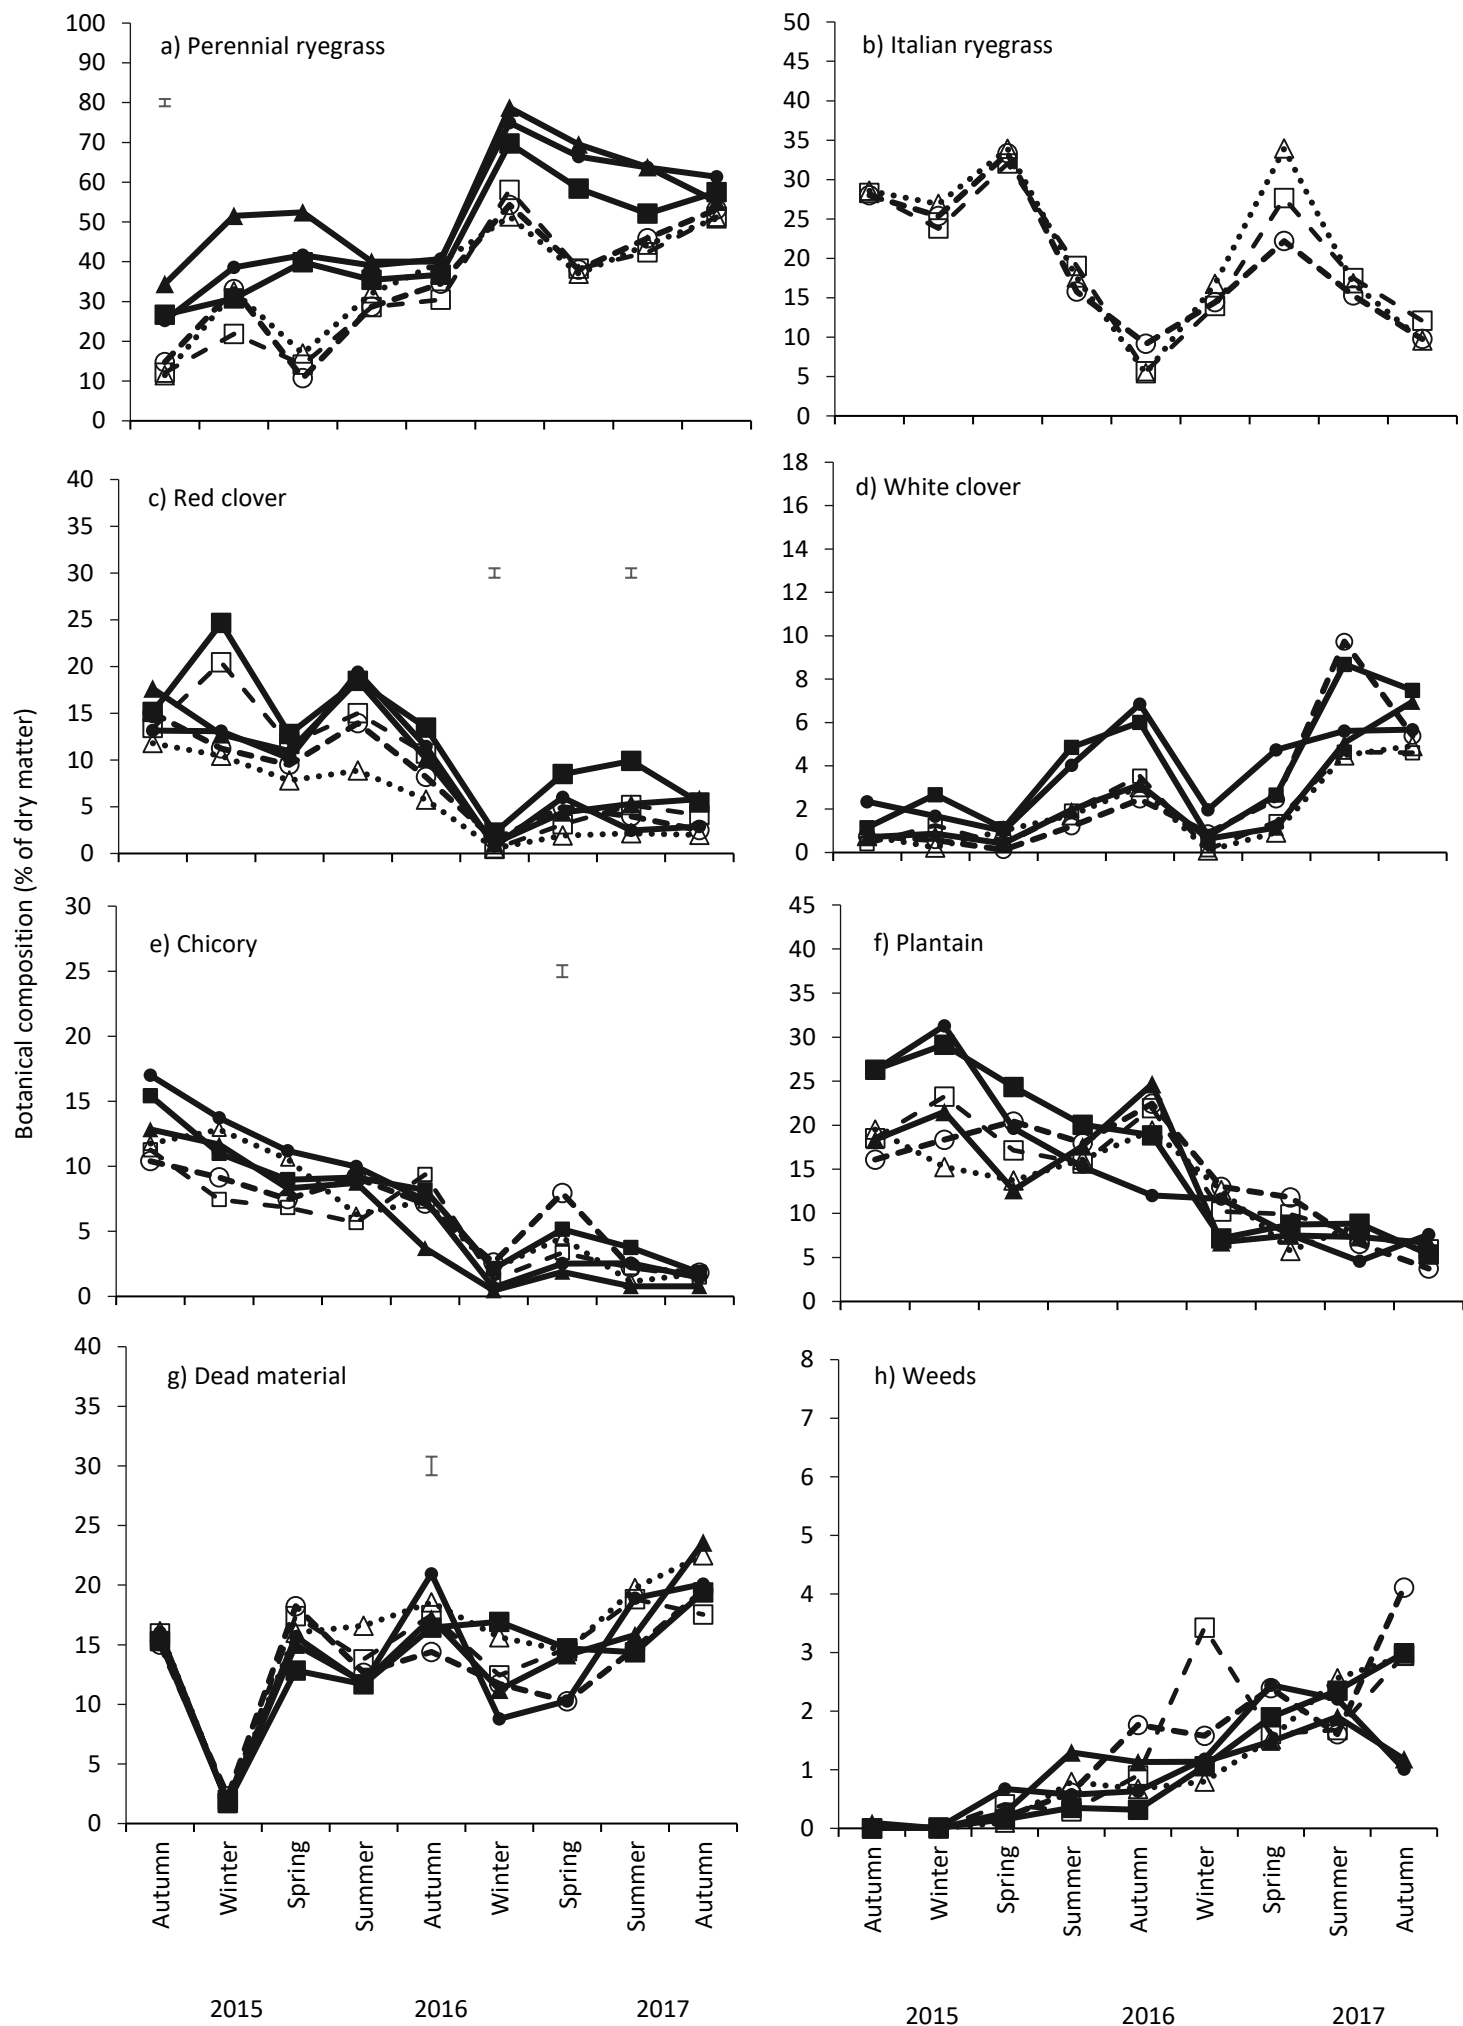 Botanical composition (% of dry matter)
a) Perennial ryegrass
100
90
80
70
60
50
40
30
20
10
0
b) Italian ryegrass
50
45
40
35
30
25
20
15
10
5
0
c) Red clover
40
35
30
25
20
15
10
5
0
d) White clover
18
16
14
12
10
8
6
4
2
0
e) Chicory
30
25
20
15
10
5
0
f) Plantain
45
40
35
30
25
20
15
10
5
0
g) Dead material
40
35
30
25
20
15
10
5
0
Autumn
Winter
Spring
Summer
Autumn
Winter
Spring
Summer
Autumn
2015 2016 2017
h) Weeds
8
7
6
5
4
3
2
1
0
Autumn
Winter
Spring
Summer
Autumn
Winter
Spring
Summer
Autumn
2015 2016 2017